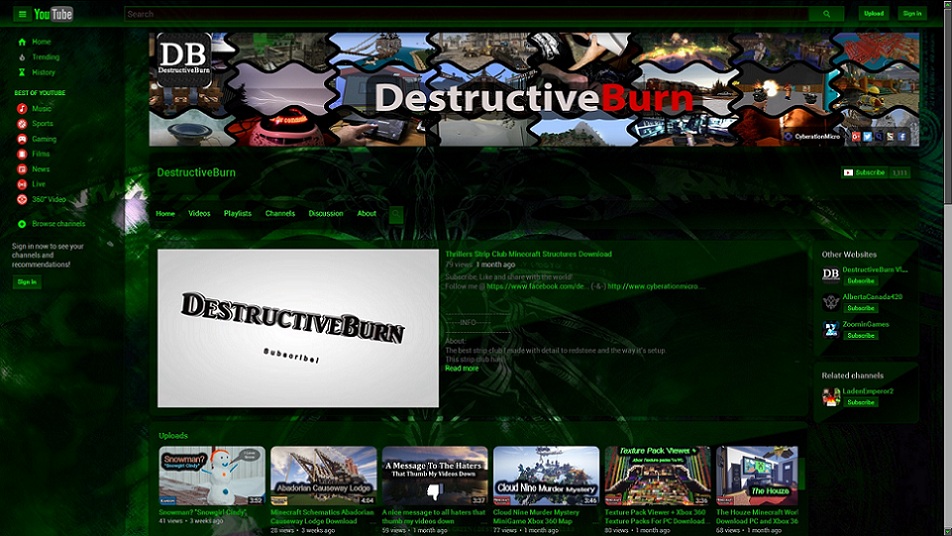 YouTube
Search
Upload
Sign in
Home
Trending
History
BEST OF YOUTUBE
Music
Sports
Gaming
Films
News
Live
360° Video
Browse channels
Sign in now to see your
channels and
recommendations!
Sign in
DB
DestructiveBurn
DestructiveBurn
CyberationMicro
DestructiveBurn
Subscribe
Home Videos Playlists Channels Discussion About
DestructiveBurn
Subscribe!
Thrillers Strip Club Minecraft Structures Download
views 1 month ago
Subscribe, Like and share with the world!
Follow me @ https://www.facebook.com/de... (-&-) http://www.cyberationmicro....
INFO
About:
The best strip club I made with detail to redstone and the way it's setup.
This strip club has
Read more
Other Websites
DB
DestructiveBurn
Subscribe
AlbertaCanada420
Subscribe
ZoominGames
Subscribe
Related channels
LadenEmperor2
Subscribe
Uploads
Snowman?
"Snowgirl Cindy"
2:52
Snowman? "Snowgirl Cindy",
41 views • 3 weeks ago
Abadorian Causeway Lodge
4:04
Minecraft Schematics Abadorian
Causeway Lodge Download
28 views • 3 weeks ago
A Message To The Haters
That Thumb My Videos Down
3:37
A nice message to all haters that
thumb my videos down
59 views • 1 month ago
Cloud Nine Murder Mystery
3:46
Cloud Nine Murder Mystery
MiniGame Xbox 360 Map
77 views • 1 month ago
Texture Pack Views
Texture Pack Viewer + Xbox 360
Texture Packs For PC Download...
80 views • 1 month ago
The Houze
The Houze Minecraft Worl
Download PC and Xbox 36
68 views • 1 month ago